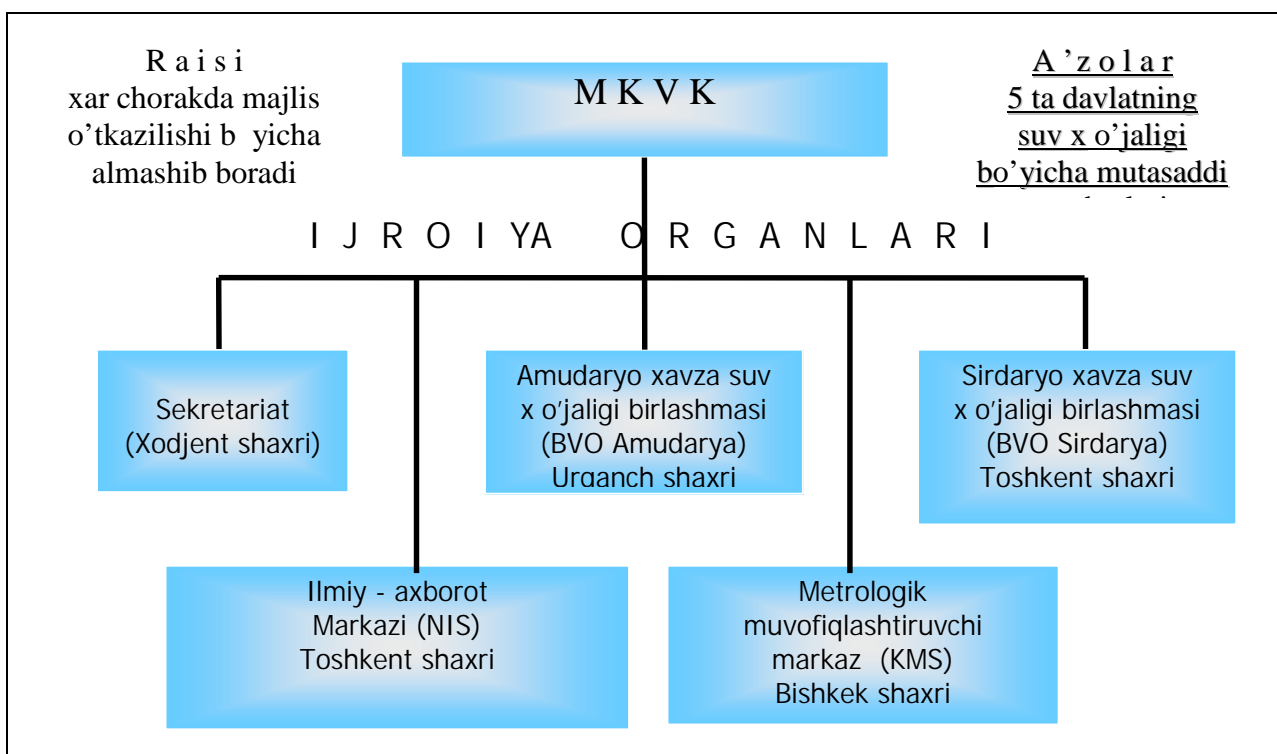 R a i s i
xar chorakda majlis
o’tkazilishi b yicha
almashib boradi
M K V K
A ’ z o l a r
5 ta davlatning
suv x o’jaligi
bo’yicha mutasaddi
I J R O I YA O R G A N L A R I
Sekretariat
(Xodjent shaxri)
Amudaryo xavza suv
x o’jaligi birlashmasi
(BVO Amudarya)
Urganch shaxri
Sirdaryo xavza suv
x o’jaligi birlashmasi
(BVO Sirdarya)
Toshkent shaxri
Ilmiy - axborot
Markazi (NIS)
Toshkent shaxri
Metrologik
muvofiqlashtiruvchi
markaz (KMS)
Bishkek shaxri